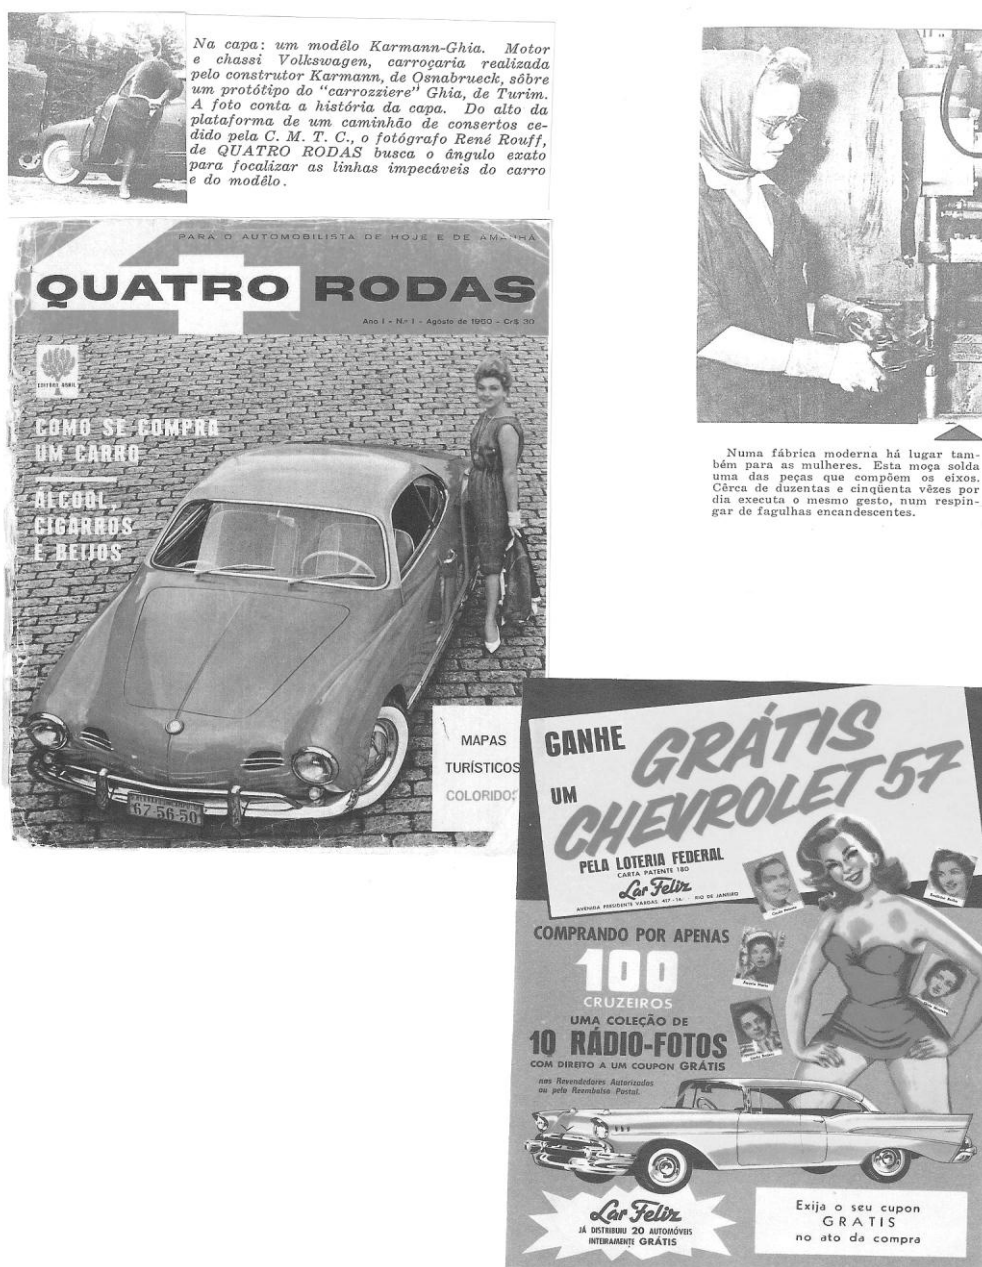 Na capa: um modêlo Karmann-Ghia. Motor
e chassi Volkswagen, carroçaria realizada
pelo construtor Karmann, de Osnabrueck, sôbre
um protótipo do "carrozziere" Ghia, de Turim.
A foto conta a história da capa. Do alto da
plataforma de um caminhão de consertos ce-
dido pela C. M. T. C., o fotógrafo René Rouff,
de QUATRO RODAS busca o ângulo exato
para focalizar as linhas impecáveis do carro
e do modêlo.
PARA O AUTOMOBILISTA DE HOJE E DE AMANHÃ
QUATRO RODAS
Ano I - N.º 1 - Agôsto de 1960 - Cr$ 30
EDITÔRA ABRIL
COMO SE COMPRA
UM CARRO
ÁLCOOL,
CIGARROS
E BEIJOS
67-56-50
MAPAS
TURÍSTICOS
COLORIDOS
Numa fábrica moderna há lugar tam-
bém para as mulheres. Esta moça solda
uma das peças que compõem os eixos.
Cêrca de duzentas e cinqüenta vêzes por
dia executa o mesmo gesto, num respin-
gar de fagulhas encandescentes.
GANHE GRÁTIS
UM CHEVROLET 57
PELA LOTERIA FEDERAL
CARTA PATENTE 180
Lar Feliz
AVENIDA PRESIDENTE VARGAS, 417 - RIO DE JANEIRO
COMPRANDO POR APENAS
100
CRUZEIROS
UMA COLEÇÃO DE
10 RÁDIO-FOTOS
COM DIREITO A UM COUPON GRÁTIS
nos Revendedores Autorizados
ou pelo Reembolso Postal.
Lar Feliz
JÁ DISTRIBUIU 20 AUTOMÓVEIS
INTEIRAMENTE GRÁTIS
Exija o seu cupon
GRATIS
no ato da compra